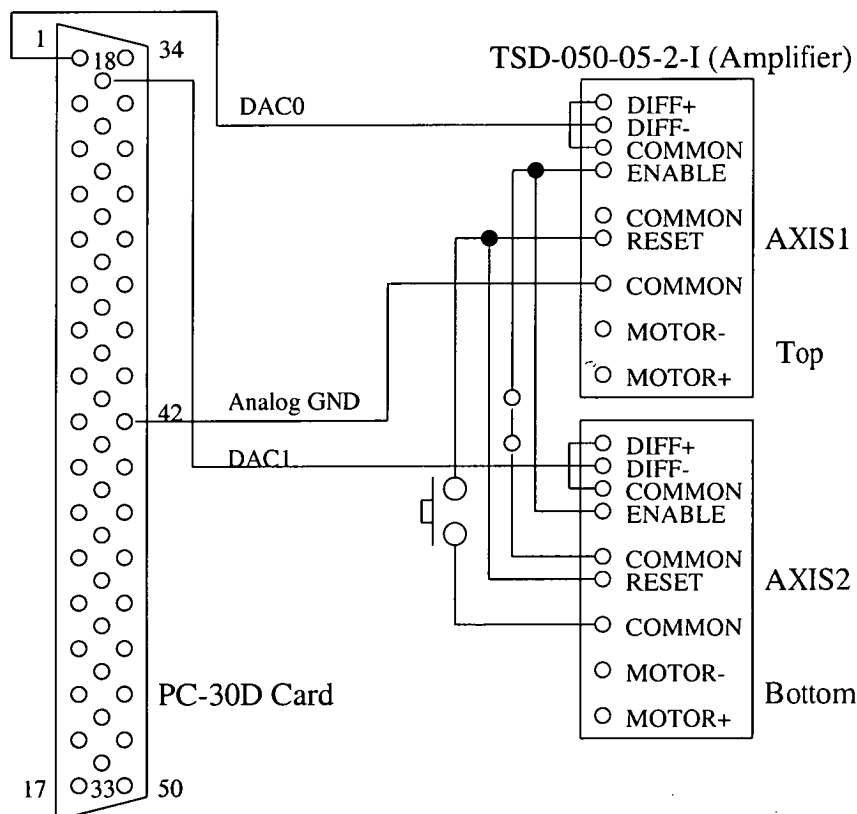 1
18
34
TSD-050-05-2-I (Amplifier)
DAC0
DIFF+
DIFF-
COMMON
ENABLE
COMMON
RESET
AXIS1
COMMON
MOTOR-
Top
MOTOR+
Analog GND
42
DAC1
DIFF+
DIFF-
COMMON
ENABLE
COMMON
RESET
AXIS2
COMMON
MOTOR-
Bottom
MOTOR+
PC-30D Card
17
33
50